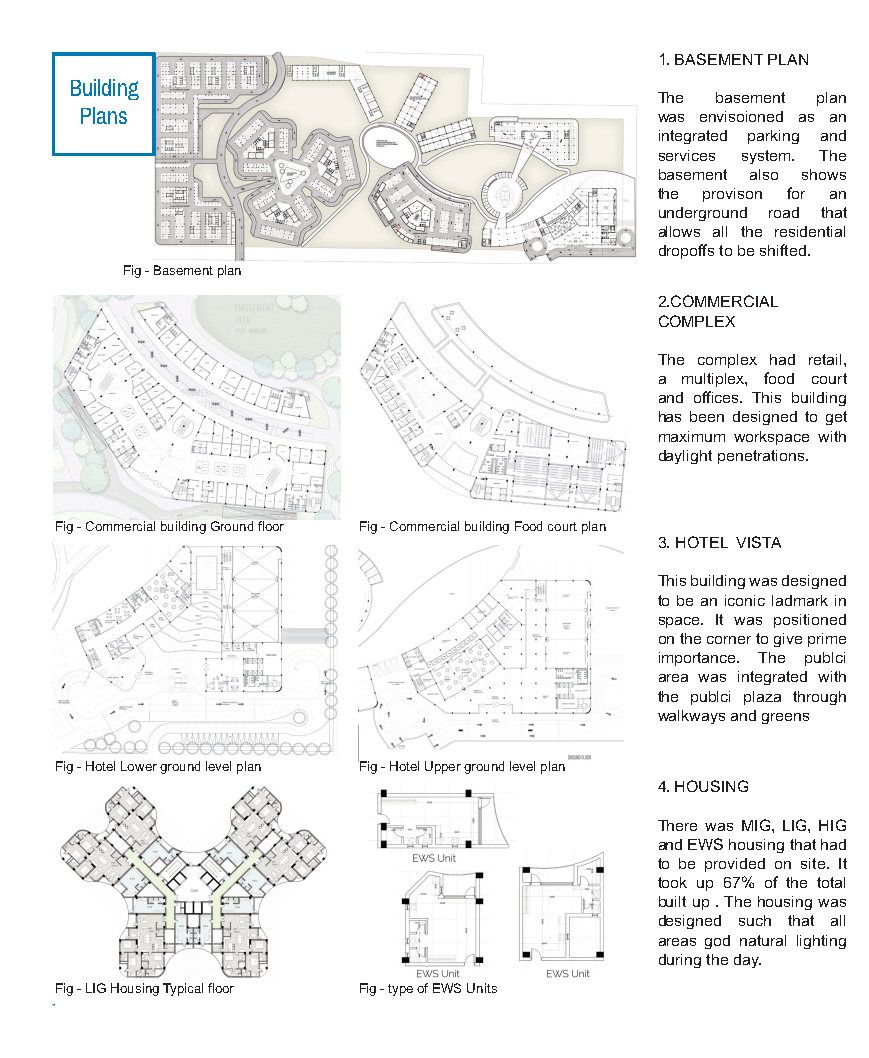 Building
Plans
Fig - Basement plan
1. BASEMENT PLAN
The basement plan
was envisoioned as an
integrated parking and
services system. The
basement also shows
the provison for an
underground road that
allows all the residential
dropoffs to be shifted.
AMUSEMENT
PARK
Fig - Commercial building Ground floor
Fig - Commercial building Food court plan
2.COMMERCIAL
COMPLEX
The complex had retail,
a multiplex, food court
and offices. This building
has been designed to get
maximum workspace with
daylight penetrations.
Fig - Hotel Lower ground level plan
GROUND FLOOR
Fig - Hotel Upper ground level plan
3. HOTEL VISTA
This building was designed
to be an iconic ladmark in
space. It was positioned
on the corner to give prime
importance. The publci
area was integrated with
the publci plaza through
walkways and greens
Fig - LIG Housing Typical floor
EWS Unit
EWS Unit
EWS Unit
Fig - type of EWS Units
4. HOUSING
There was MIG, LIG, HIG
and EWS housing that had
to be provided on site. It
took up 67% of the total
built up . The housing was
designed such that all
areas god natural lighting
during the day.